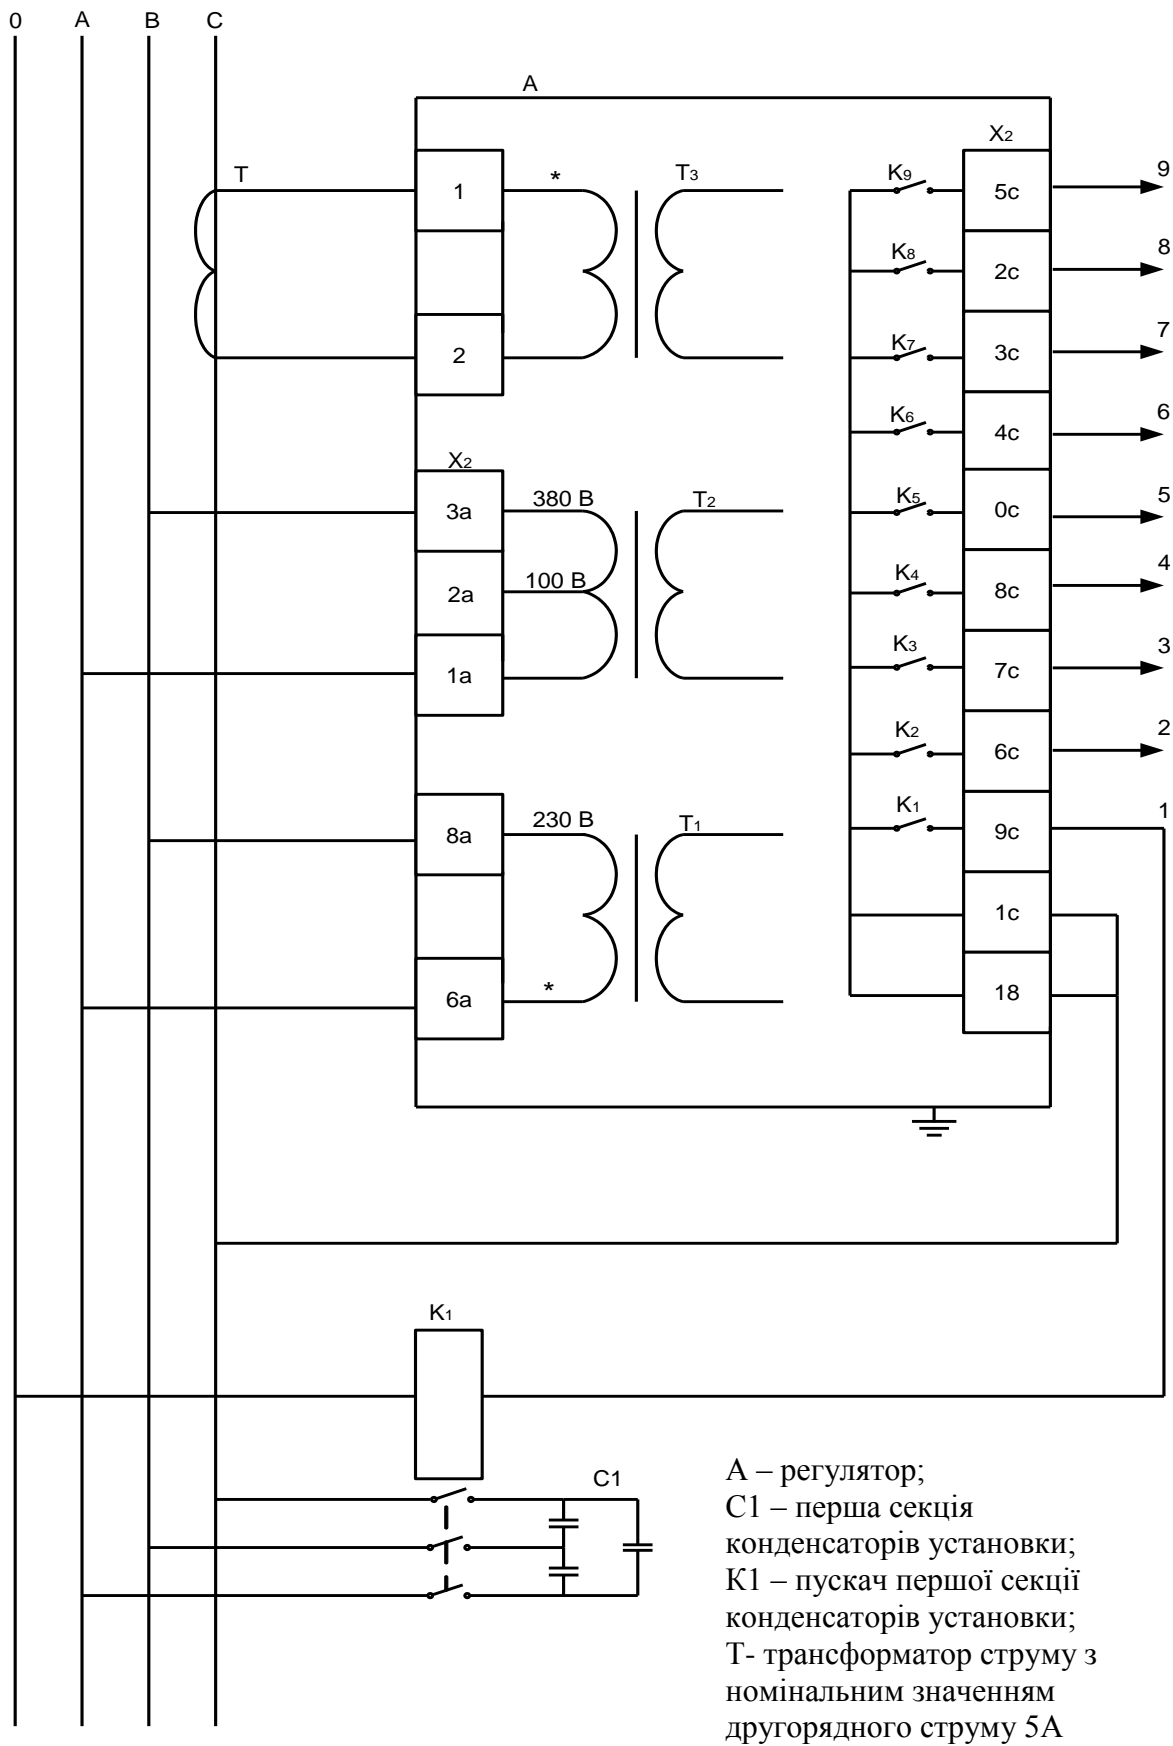 0 A B C
A
X2
T
1
*
T3
K9
5c
9
K8
2c
8
2
K7
3c
7
K6
4c
6
X2
3a
380 В
T2
K5
0c
5
2a
100 В
K4
8c
4
1a
K3
7c
3
K2
6c
2
8a
230 В
T1
K1
9c
1
1c
6a
*
18
K1
C1
А – регулятор;
С1 – перша секція
конденсаторів установки;
К1 – пускач першої секції
конденсаторів установки;
Т- трансформатор струму з
номінальним значенням
другорядного струму 5А